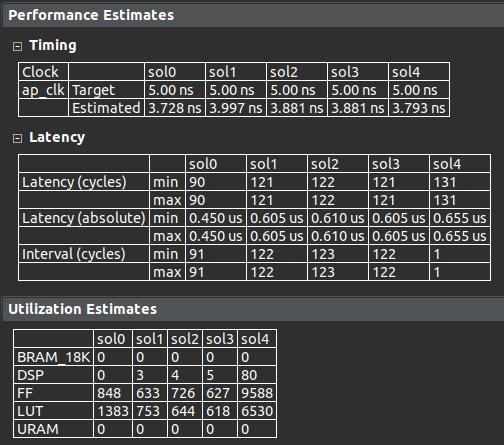 Performance Estimates
Timing
Clock sol0 sol1 sol2 sol3 sol4
ap_clk Target 5.00 ns 5.00 ns 5.00 ns 5.00 ns 5.00 ns
Estimated 3.728 ns 3.997 ns 3.881 ns 3.881 ns 3.793 ns
Latency
sol0 sol1 sol2 sol3 sol4
Latency (cycles) min 90 121 122 121 131
max 90 121 122 121 131
Latency (absolute) min 0.450 us 0.605 us 0.610 us 0.605 us 0.655 us
max 0.450 us 0.605 us 0.610 us 0.605 us 0.655 us
Interval (cycles) min 91 122 123 122 1
max 91 122 123 122 1
Utilization Estimates
sol0 sol1 sol2 sol3 sol4
BRAM_18K 0 0 0 0 0
DSP 0 3 4 5 80
FF 848 633 726 627 9588
LUT 1383 753 644 618 6530
URAM 0 0 0 0 0